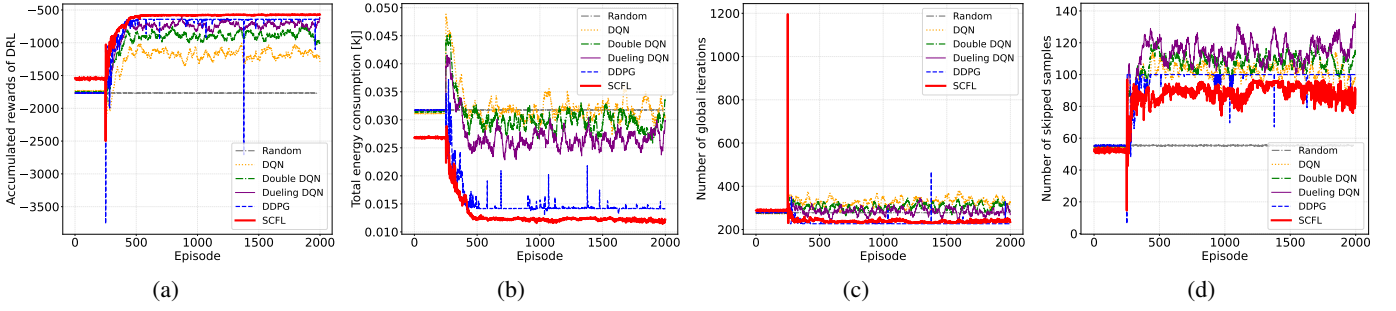 Accumulated rewards of DRL
−500
−1000
−1500
−2000
−2500
−3000
−3500
Random
DQN
Double DQN
Dueling DQN
DDPG
SCFL
0 500 1000 1500 2000
Episode
(a)
Total energy consumption [kJ]
0.050
0.045
0.040
0.035
0.030
0.025
0.020
0.015
0.010
Random
DQN
Double DQN
Dueling DQN
DDPG
SCFL
0 500 1000 1500 2000
Episode
(b)
Number of global iterations
1200
1000
800
600
400
200
Random
DQN
Double DQN
Dueling DQN
DDPG
SCFL
0 500 1000 1500 2000
Episode
(c)
Number of skipped samples
140
120
100
80
60
40
20
0
Random
DQN
Double DQN
Dueling DQN
DDPG
SCFL
0 500 1000 1500 2000
Episode
(d)